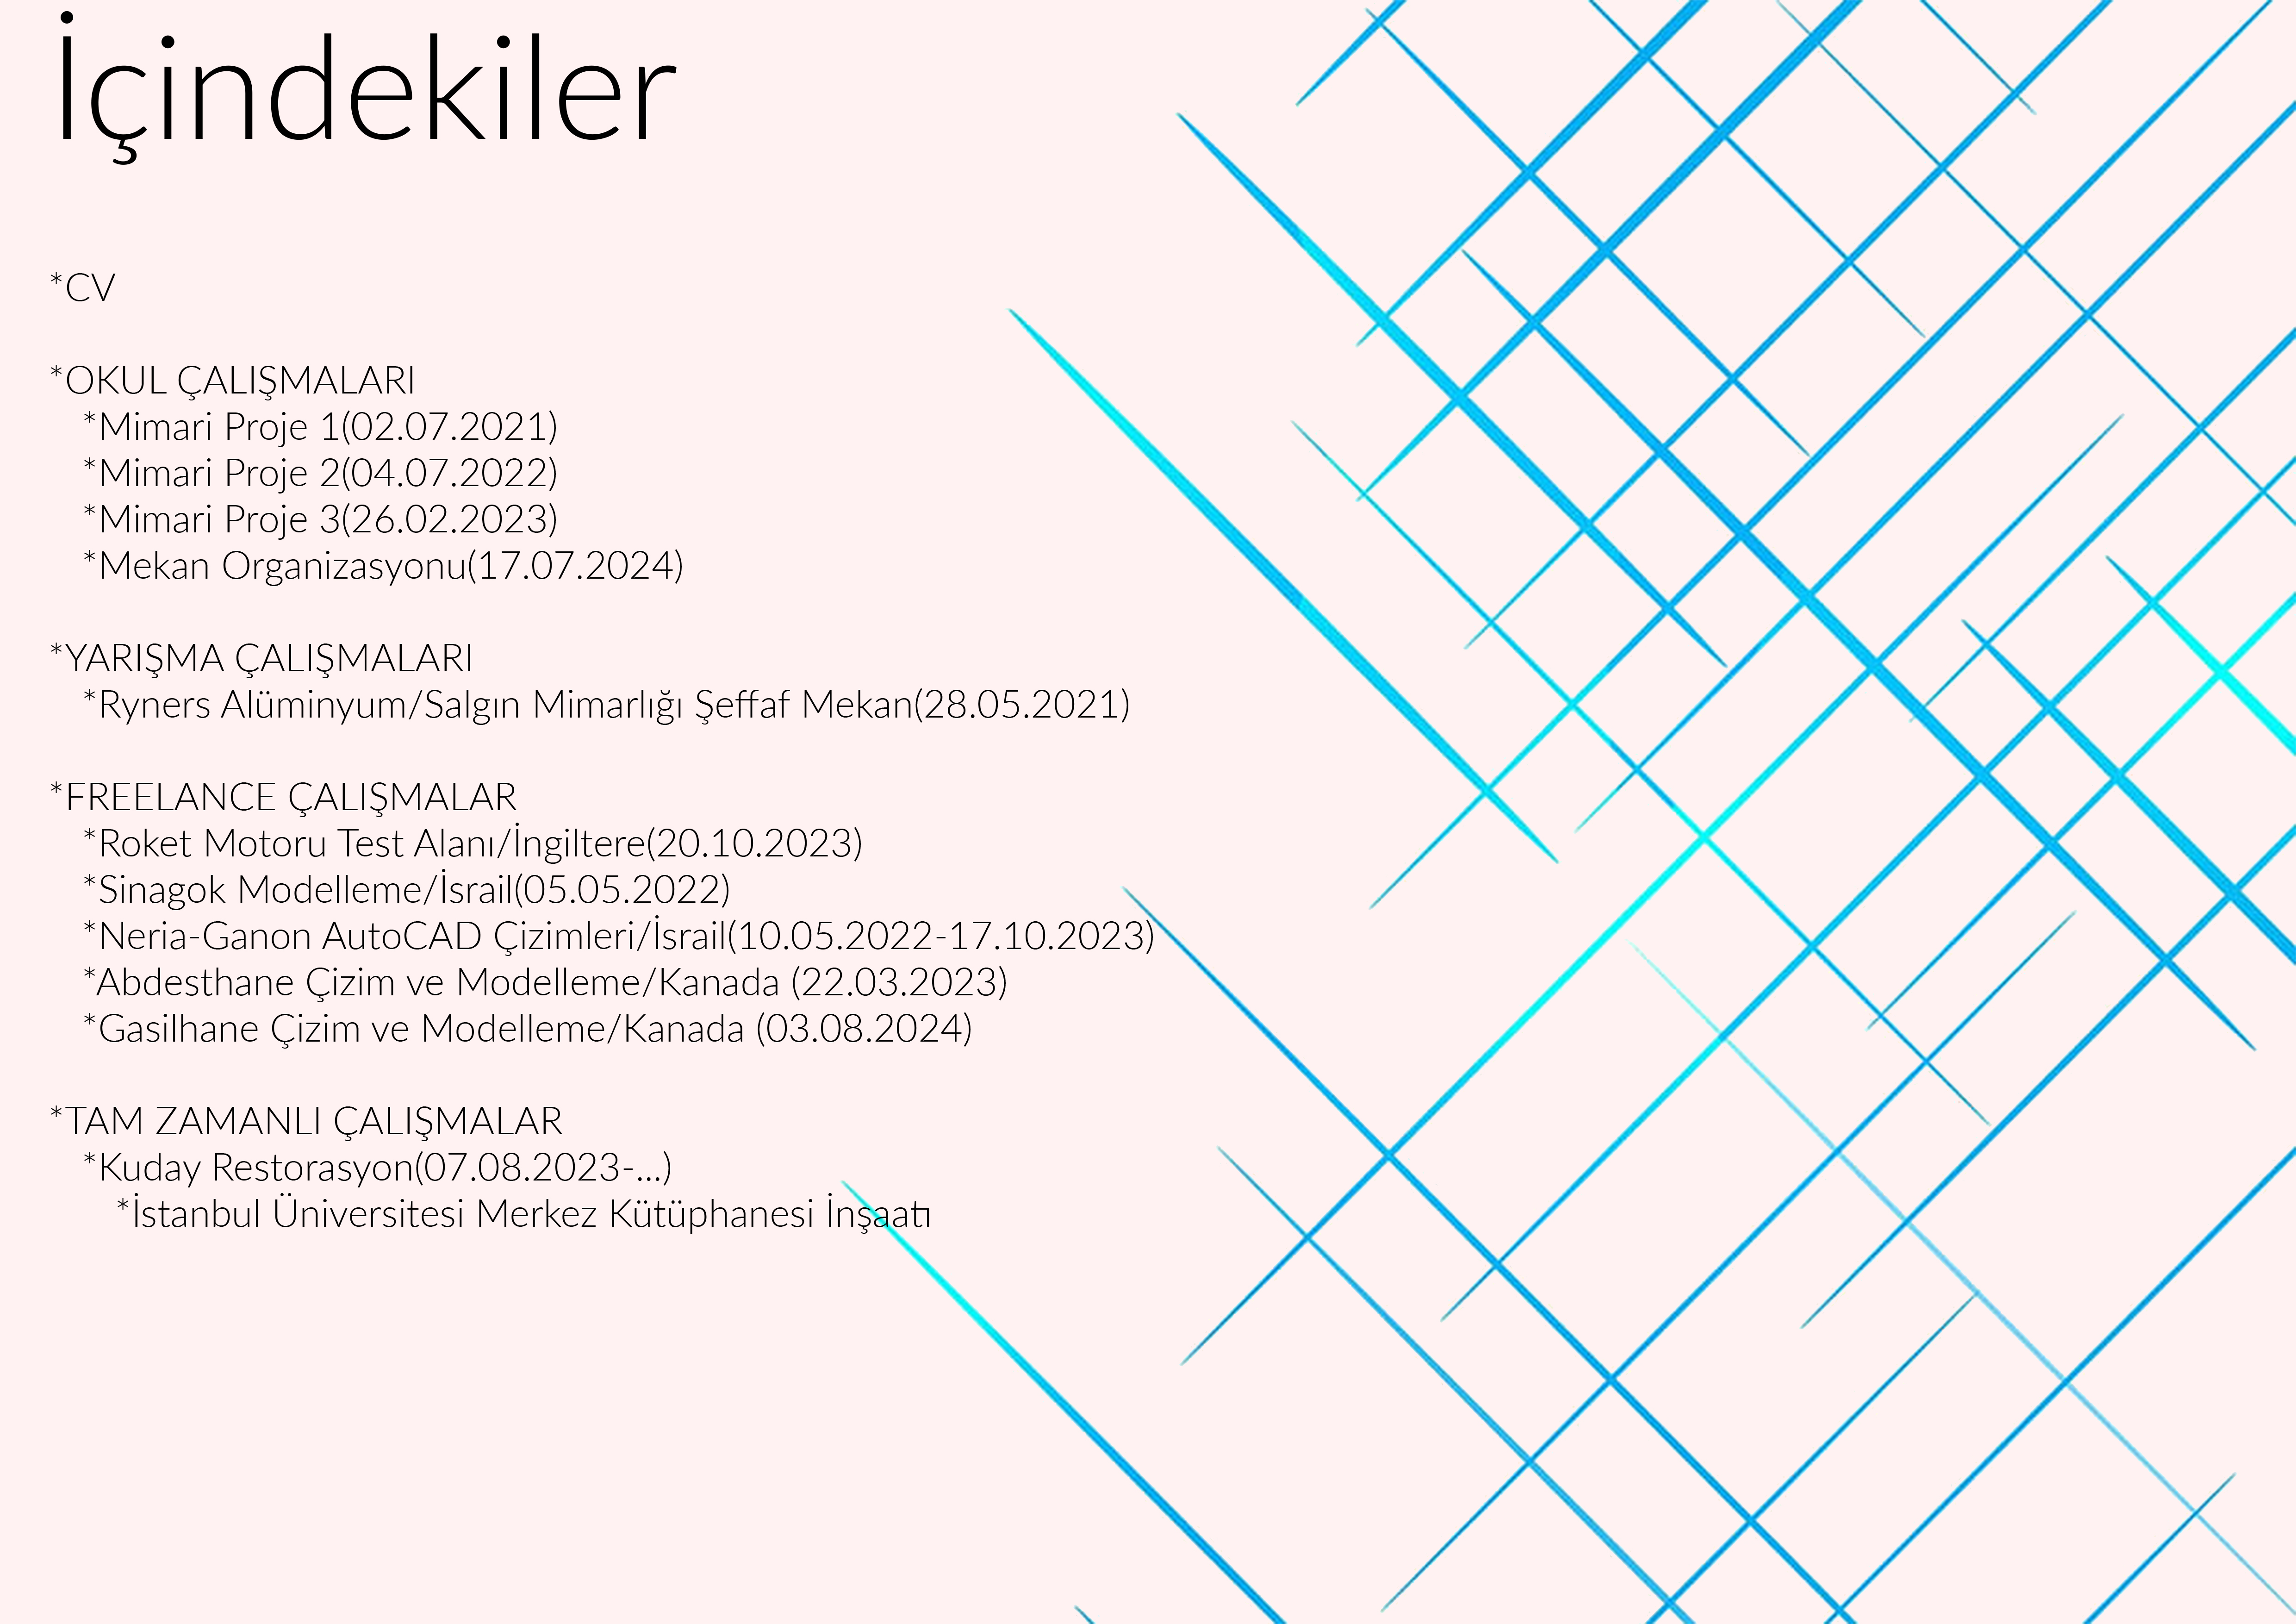 İçindekiler
*CV
*OKUL ÇALIŞMALARI
*Mimari Proje 1(02.07.2021)
*Mimari Proje 2(04.07.2022)
*Mimari Proje 3(26.02.2023)
*Mekan Organizasyonu(17.07.2024)
*YARIŞMA ÇALIŞMALARI
*Ryners Alüminyum/Salgın Mimarlığı Şeffaf Mekan(28.05.2021)
*FREELANCE ÇALIŞMALAR
*Roket Motoru Test Alanı/İngiltere(20.10.2023)
*Sinagok Modelleme/İsrail(05.05.2022)
*Neria-Ganon AutoCAD Çizimleri/İsrail(10.05.2022-17.10.2023)
*Abdesthane Çizim ve Modelleme/Kanada (22.03.2023)
*Gasilhane Çizim ve Modelleme/Kanada (03.08.2024)
*TAM ZAMANLI ÇALIŞMALAR
*Kuday Restorasyon(07.08.2023-...)
*İstanbul Üniversitesi Merkez Kütüphanesi İnşaatı